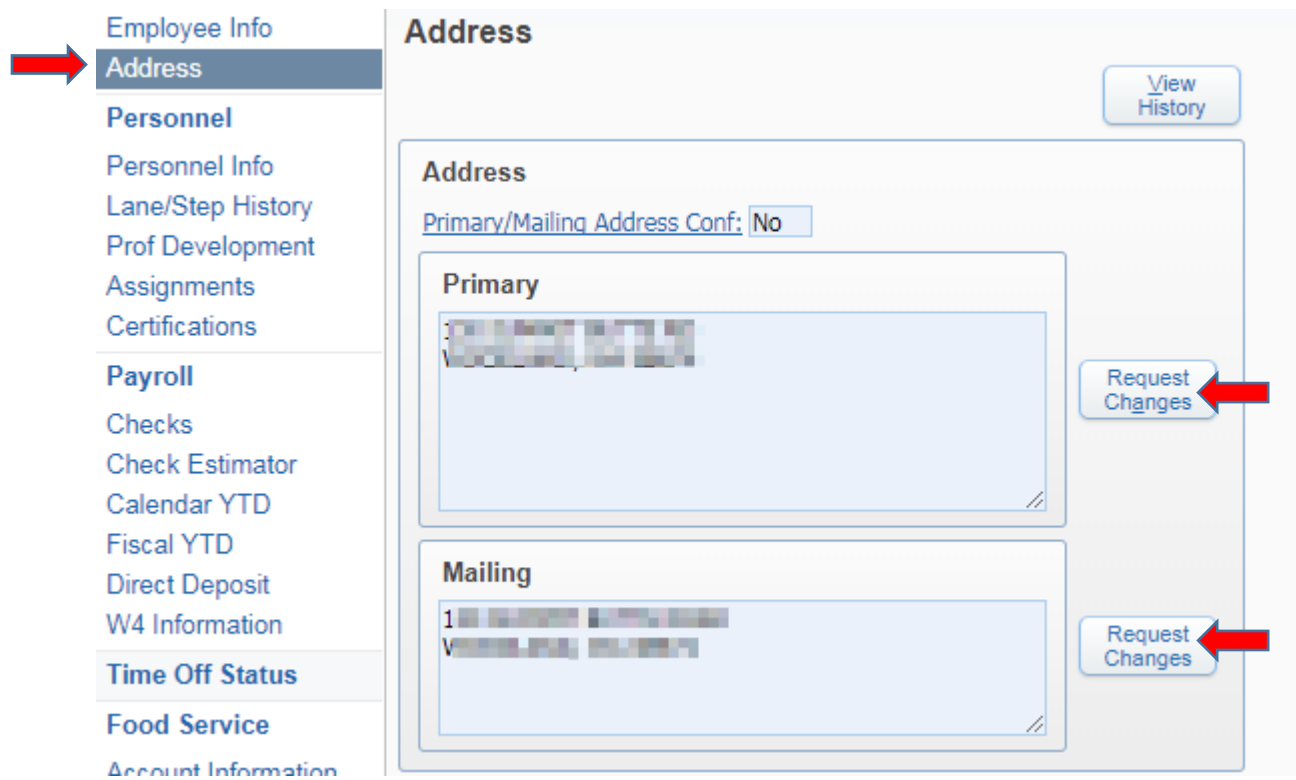 Employee Info
Address
Personnel
Personnel Info
Lane/Step History
Prof Development
Assignments
Certifications
Payroll
Checks
Check Estimator
Calendar YTD
Fiscal YTD
Direct Deposit
W4 Information
Time Off Status
Food Service
Account Information
Address
View
History
Address
Primary/Mailing Address Conf: No
Primary
Request
Changes
Mailing
Request
Changes